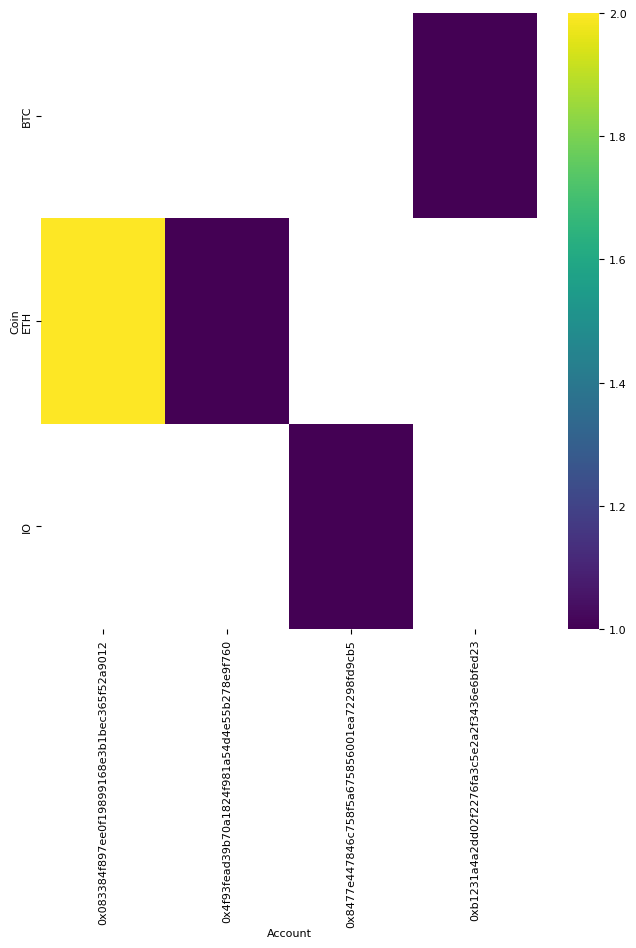 2.0
1.8
1.6
1.4
1.2
1.0
BTC
ETH
IO
Coin
0x083384f897ee0f19899168e3b1bec365f52a9012
0x4f93fead39b70a1824f981a54d4e55b278e9f760
0x8477e447846c758f5a675856001ea72298fd9cb5
0xb1231a4a2dd02f2276fa3c5e2a2f3436e6bfed23
Account